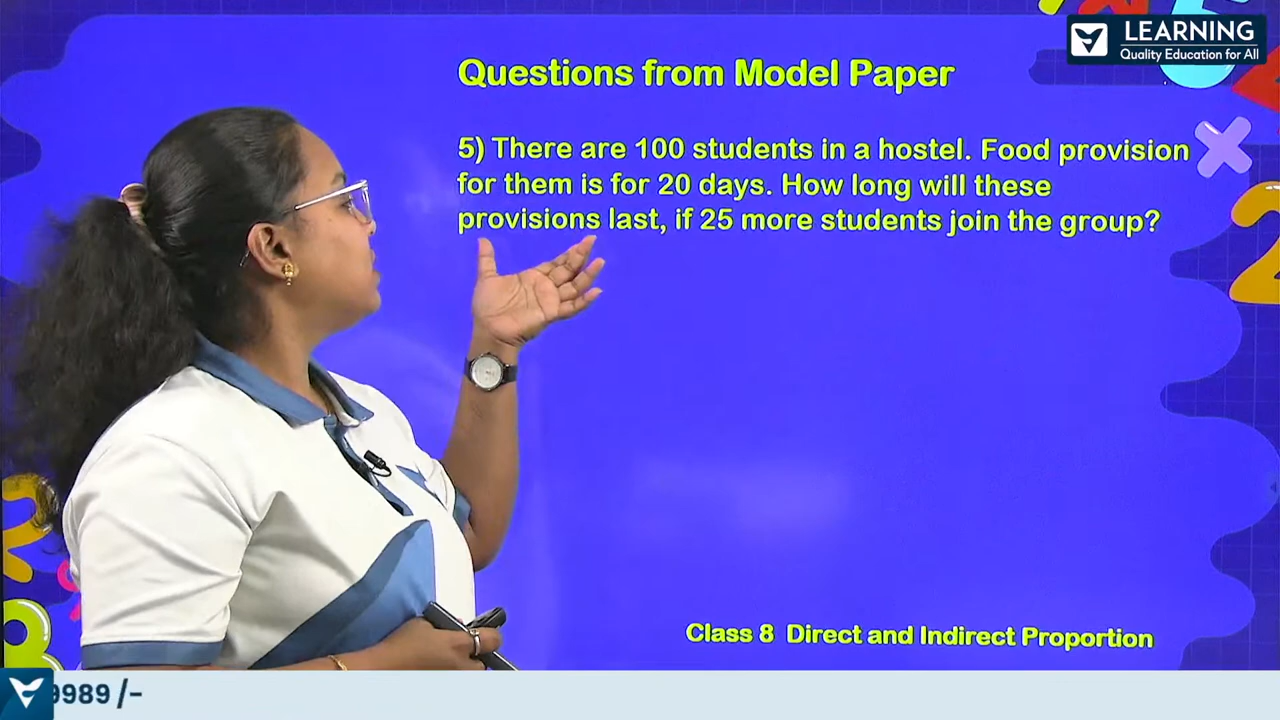 LEARNING
Quality Education for All
Questions from Model Paper
5) There are 100 students in a hostel. Food provision
for them is for 20 days. How long will these
provisions last, if 25 more students join the group?
Class 8 Direct and Indirect Proportion
9989 /-